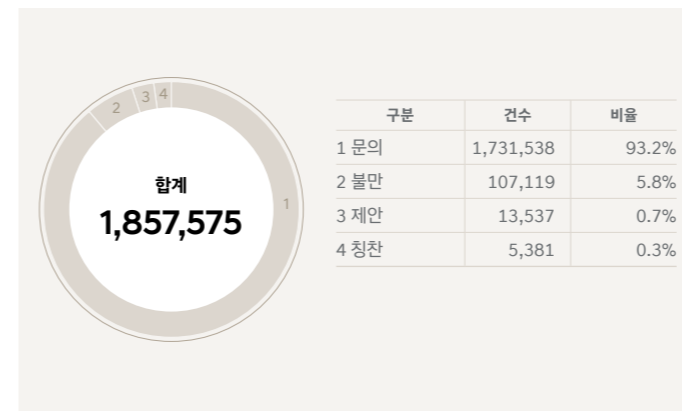 2 3 4
1
합계
1,857,575
구분 건수 비율
1 문의 1,731,538 93.2%
2 불만 107,119 5.8%
3 제안 13,537 0.7%
4 칭찬 5,381 0.3%